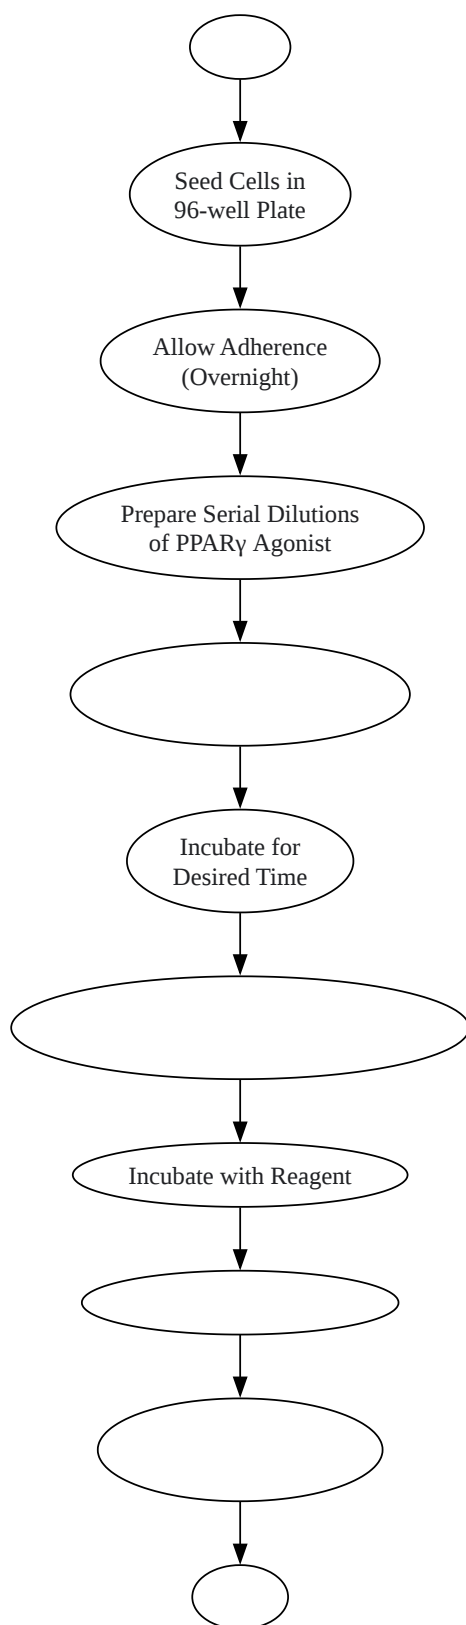 Seed Cells in
96-well Plate
Allow Adherence
(Overnight)
Prepare Serial Dilutions
of PPARγ Agonist
Incubate for
Desired Time
Incubate with Reagent